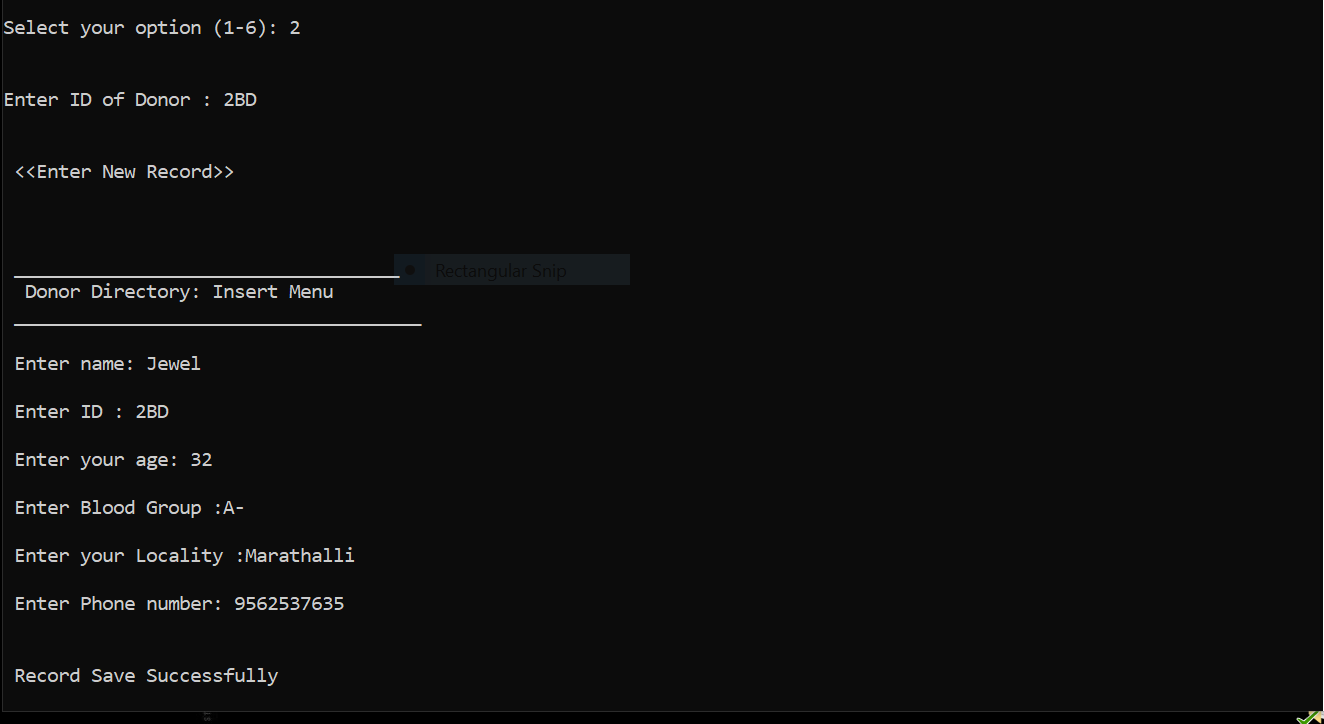 Select your option (1-6): 2
Enter ID of Donor : 2BD
<<Enter New Record>>
Rectangular Snip
Donor Directory: Insert Menu
Enter name: Jewel
Enter ID : 2BD
Enter your age: 32
Enter Blood Group :A-
Enter your Locality :Marathalli
Enter Phone number: 9562537635
Record Save Successfully